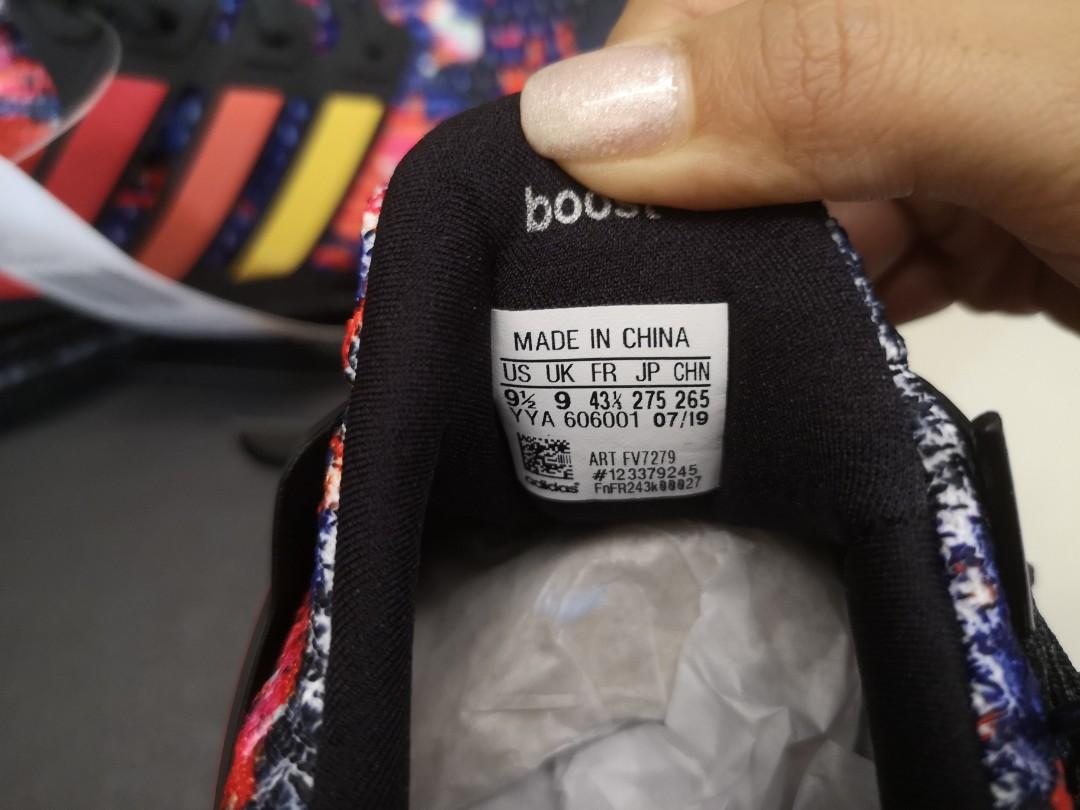 boost
MADE IN CHINA
US UK FR JP CHN
9½ 9 43⅓ 275 265
YYA 606001 07/19
ART FV7279
#123379245
adidas FnFR243k00027